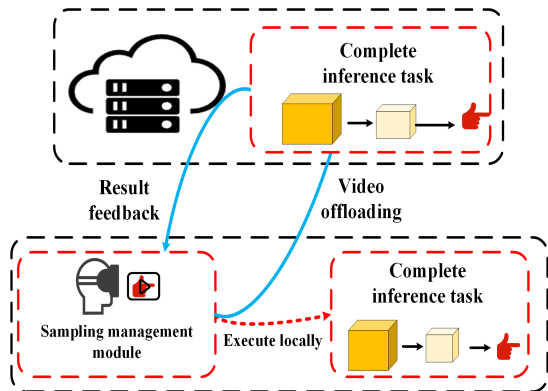 Complete
inference task
Result
feedback
Video
offloading
Sampling management
module
Execute locally
Complete
inference task